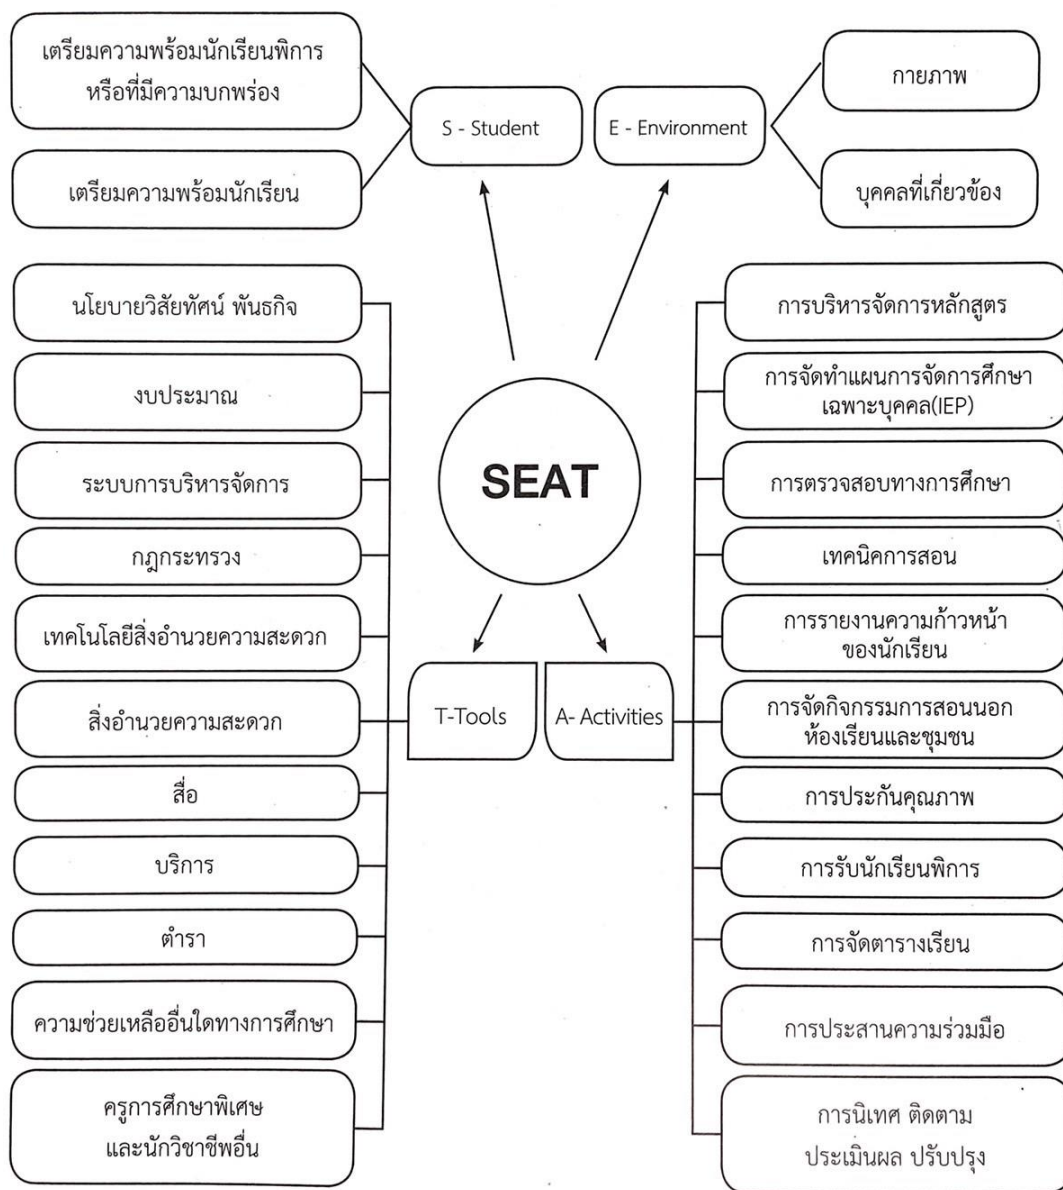 เตรียมความพร้อมนักเรียนพิการ
หรือที่มีความบกพร่อง
เตรียมความพร้อมนักเรียน
S - Student
E - Environment
กายภาพ
บุคคลที่เกี่ยวข้อง
SEAT
T-Tools
A- Activities
นโยบายวิสัยทัศน์ พันธกิจ
งบประมาณ
ระบบการบริหารจัดการ
กฎกระทรวง
เทคโนโลยีสิ่งอำนวยความสะดวก
สิ่งอำนวยความสะดวก
สื่อ
บริการ
ตำรา
ความช่วยเหลืออื่นใดทางการศึกษา
ครูการศึกษาพิเศษ
และนักวิชาชีพอื่น
การบริหารจัดการหลักสูตร
การจัดทำแผนการจัดการศึกษา
เฉพาะบุคคล(IEP)
การตรวจสอบทางการศึกษา
เทคนิคการสอน
การรายงานความก้าวหน้า
ของนักเรียน
การจัดกิจกรรมการสอนนอก
ห้องเรียนและชุมชน
การประกันคุณภาพ
การรับนักเรียนพิการ
การจัดตารางเรียน
การประสานความร่วมมือ
การนิเทศ ติดตาม
ประเมินผล ปรับปรุง